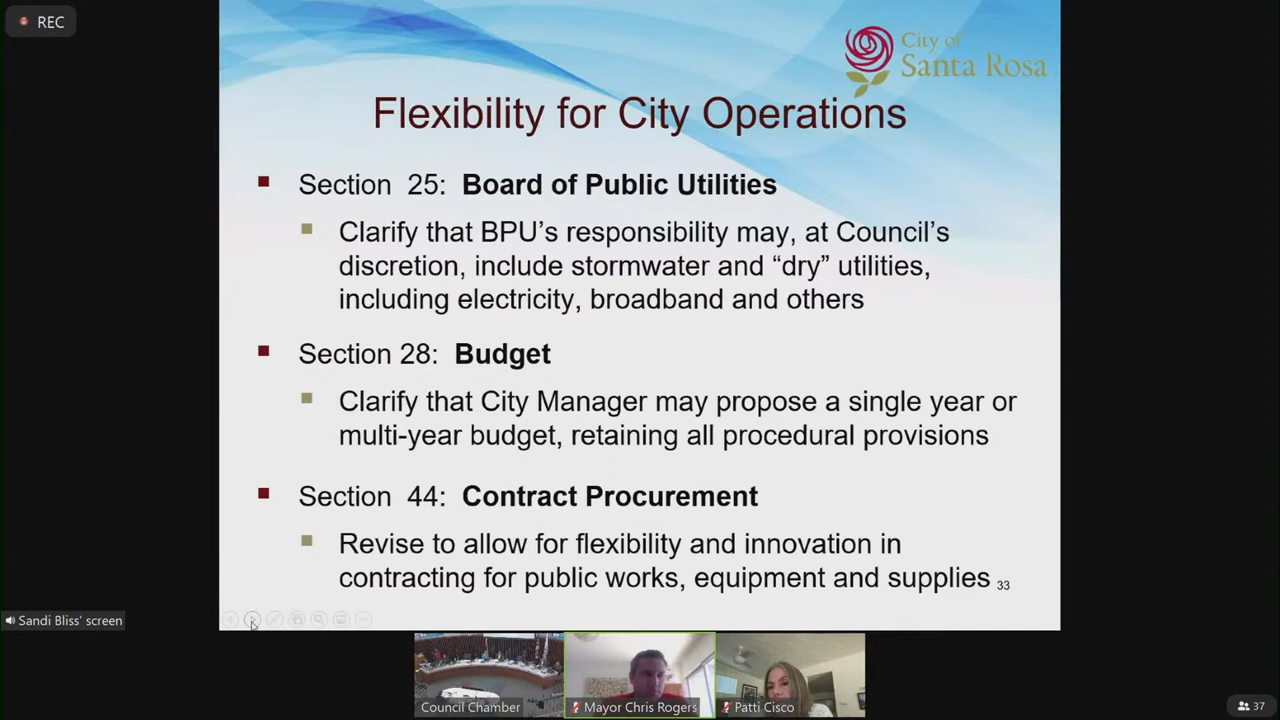 REC
City of
Santa Rosa
Flexibility for City Operations
Section 25: Board of Public Utilities
Clarify that BPU’s responsibility may, at Council’s
discretion, include stormwater and “dry” utilities,
including electricity, broadband and others
Section 28: Budget
Clarify that City Manager may propose a single year or
multi-year budget, retaining all procedural provisions
Section 44: Contract Procurement
Revise to allow for flexibility and innovation in
contracting for public works, equipment and supplies
33
Sandi Bliss' screen
Council Chamber
Mayor Chris Rogers
Patti Cisco
37